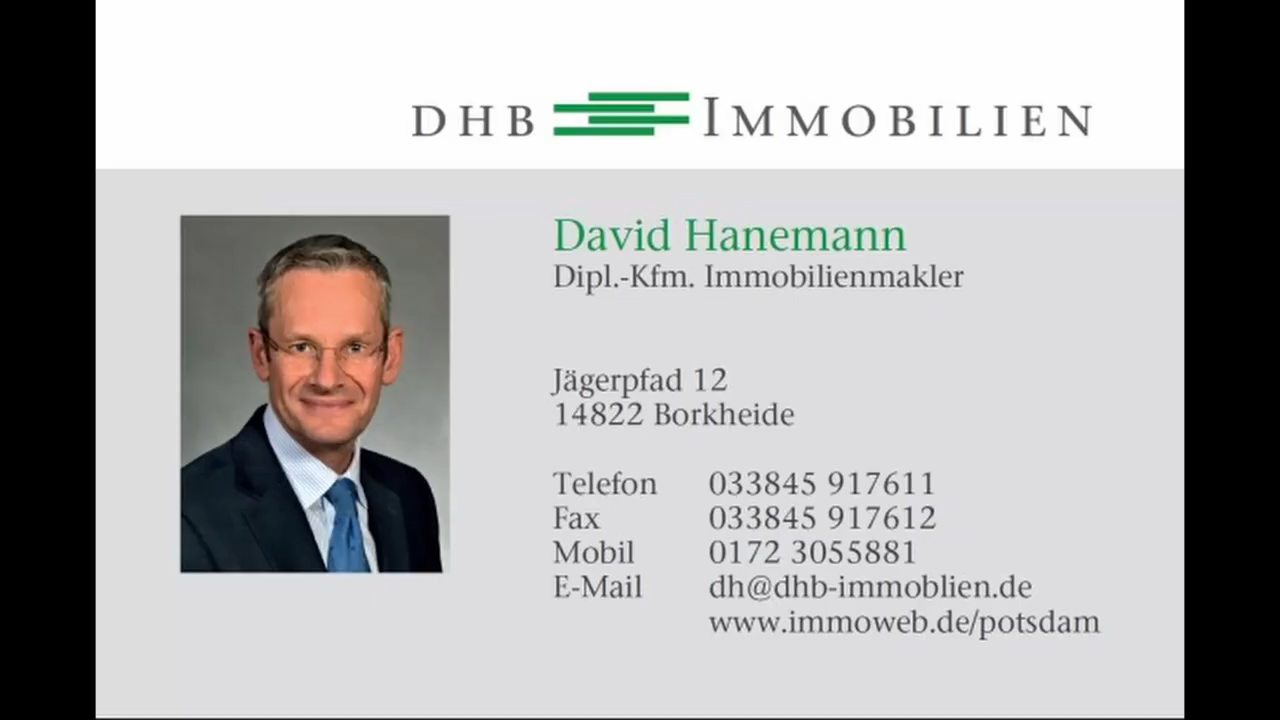 DHB IMMOBILIEN
David Hanemann
Dipl.-Kfm. Immobilienmakler
Jägerpfad 12
14822 Borkheide
Telefon 033845 917611
Fax 033845 917612
Mobil 0172 3055881
E-Mail dh@dhb-immoblien.de
www.immoweb.de/potsdam